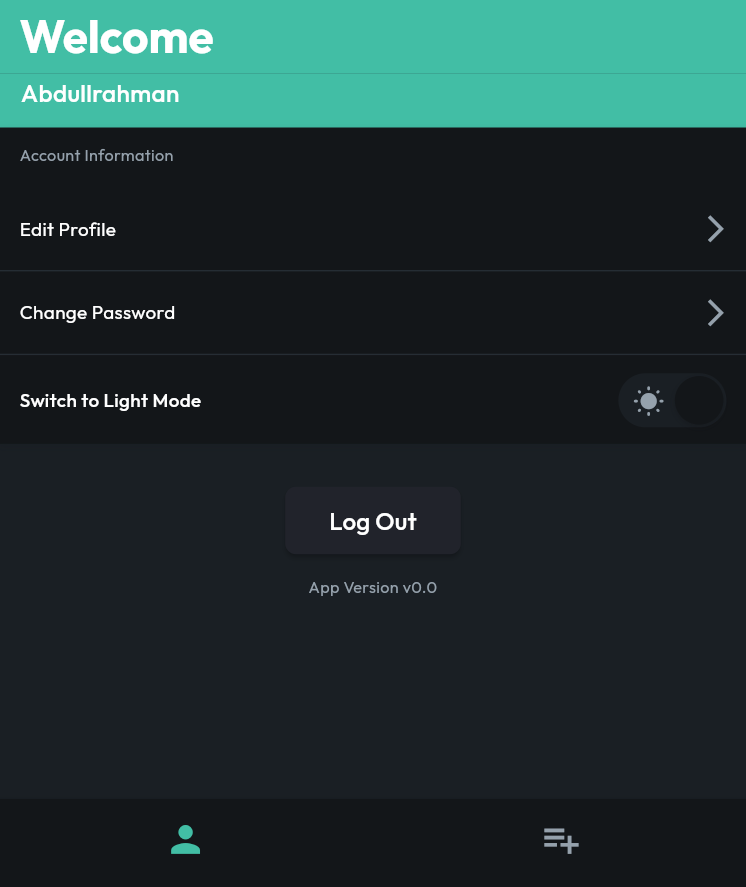 Welcome
Abdullrahman
Account Information
Edit Profile
Change Password
Switch to Light Mode
Log Out
App Version v0.0